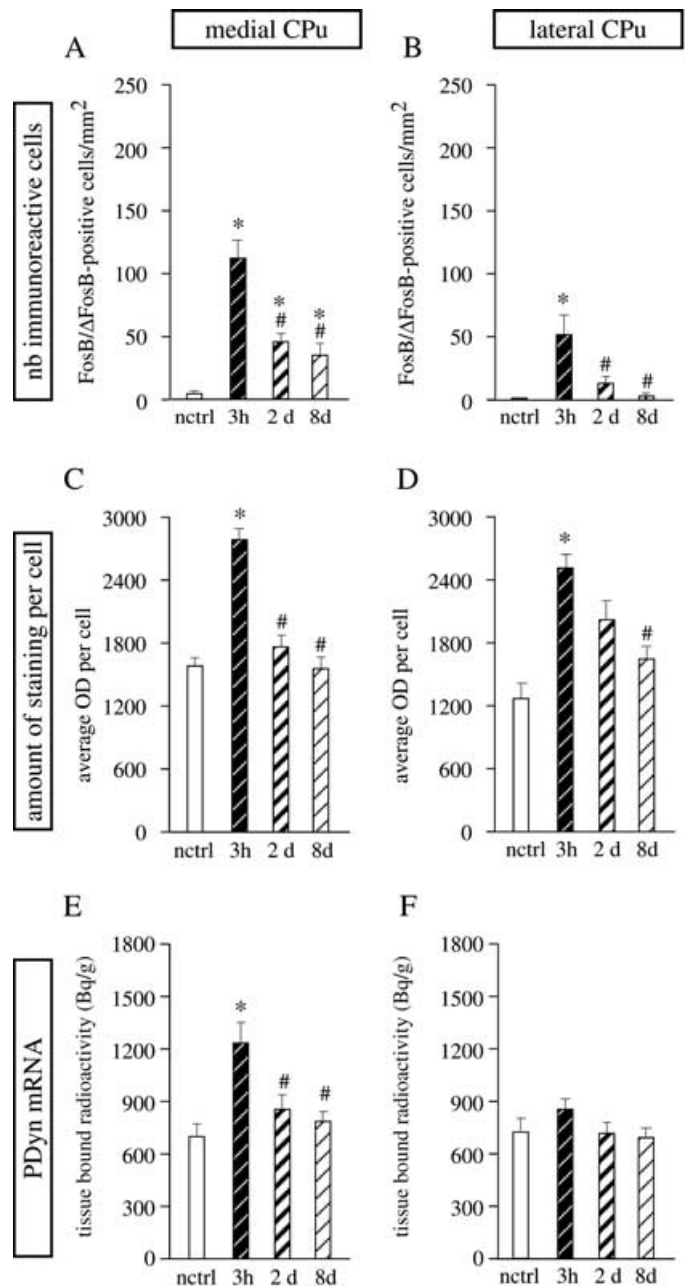 medial CPu
lateral CPu
A
B
nb immunoreactive cells
FosB/ΔFosB-positive cells/mm²
250
200
150
100
50
0
*
*
#
*
#
nctrl 3h 2 d 8d
FosB/ΔFosB-positive cells/mm²
250
200
150
100
50
0
*
#
#
nctrl 3h 2 d 8d
C
D
amount of staining per cell
average OD per cell
3000
2400
1800
1200
600
0
*
#
#
nctrl 3h 2 d 8d
average OD per cell
3000
2400
1800
1200
600
0
*
#
nctrl 3h 2 d 8d
E
F
PDyn mRNA
tissue bound radioactivity (Bq/g)
1800
1500
1200
900
600
300
0
*
#
#
nctrl 3h 2 d 8d
tissue bound radioactivity (Bq/g)
1800
1500
1200
900
600
300
0
nctrl 3h 2 d 8d